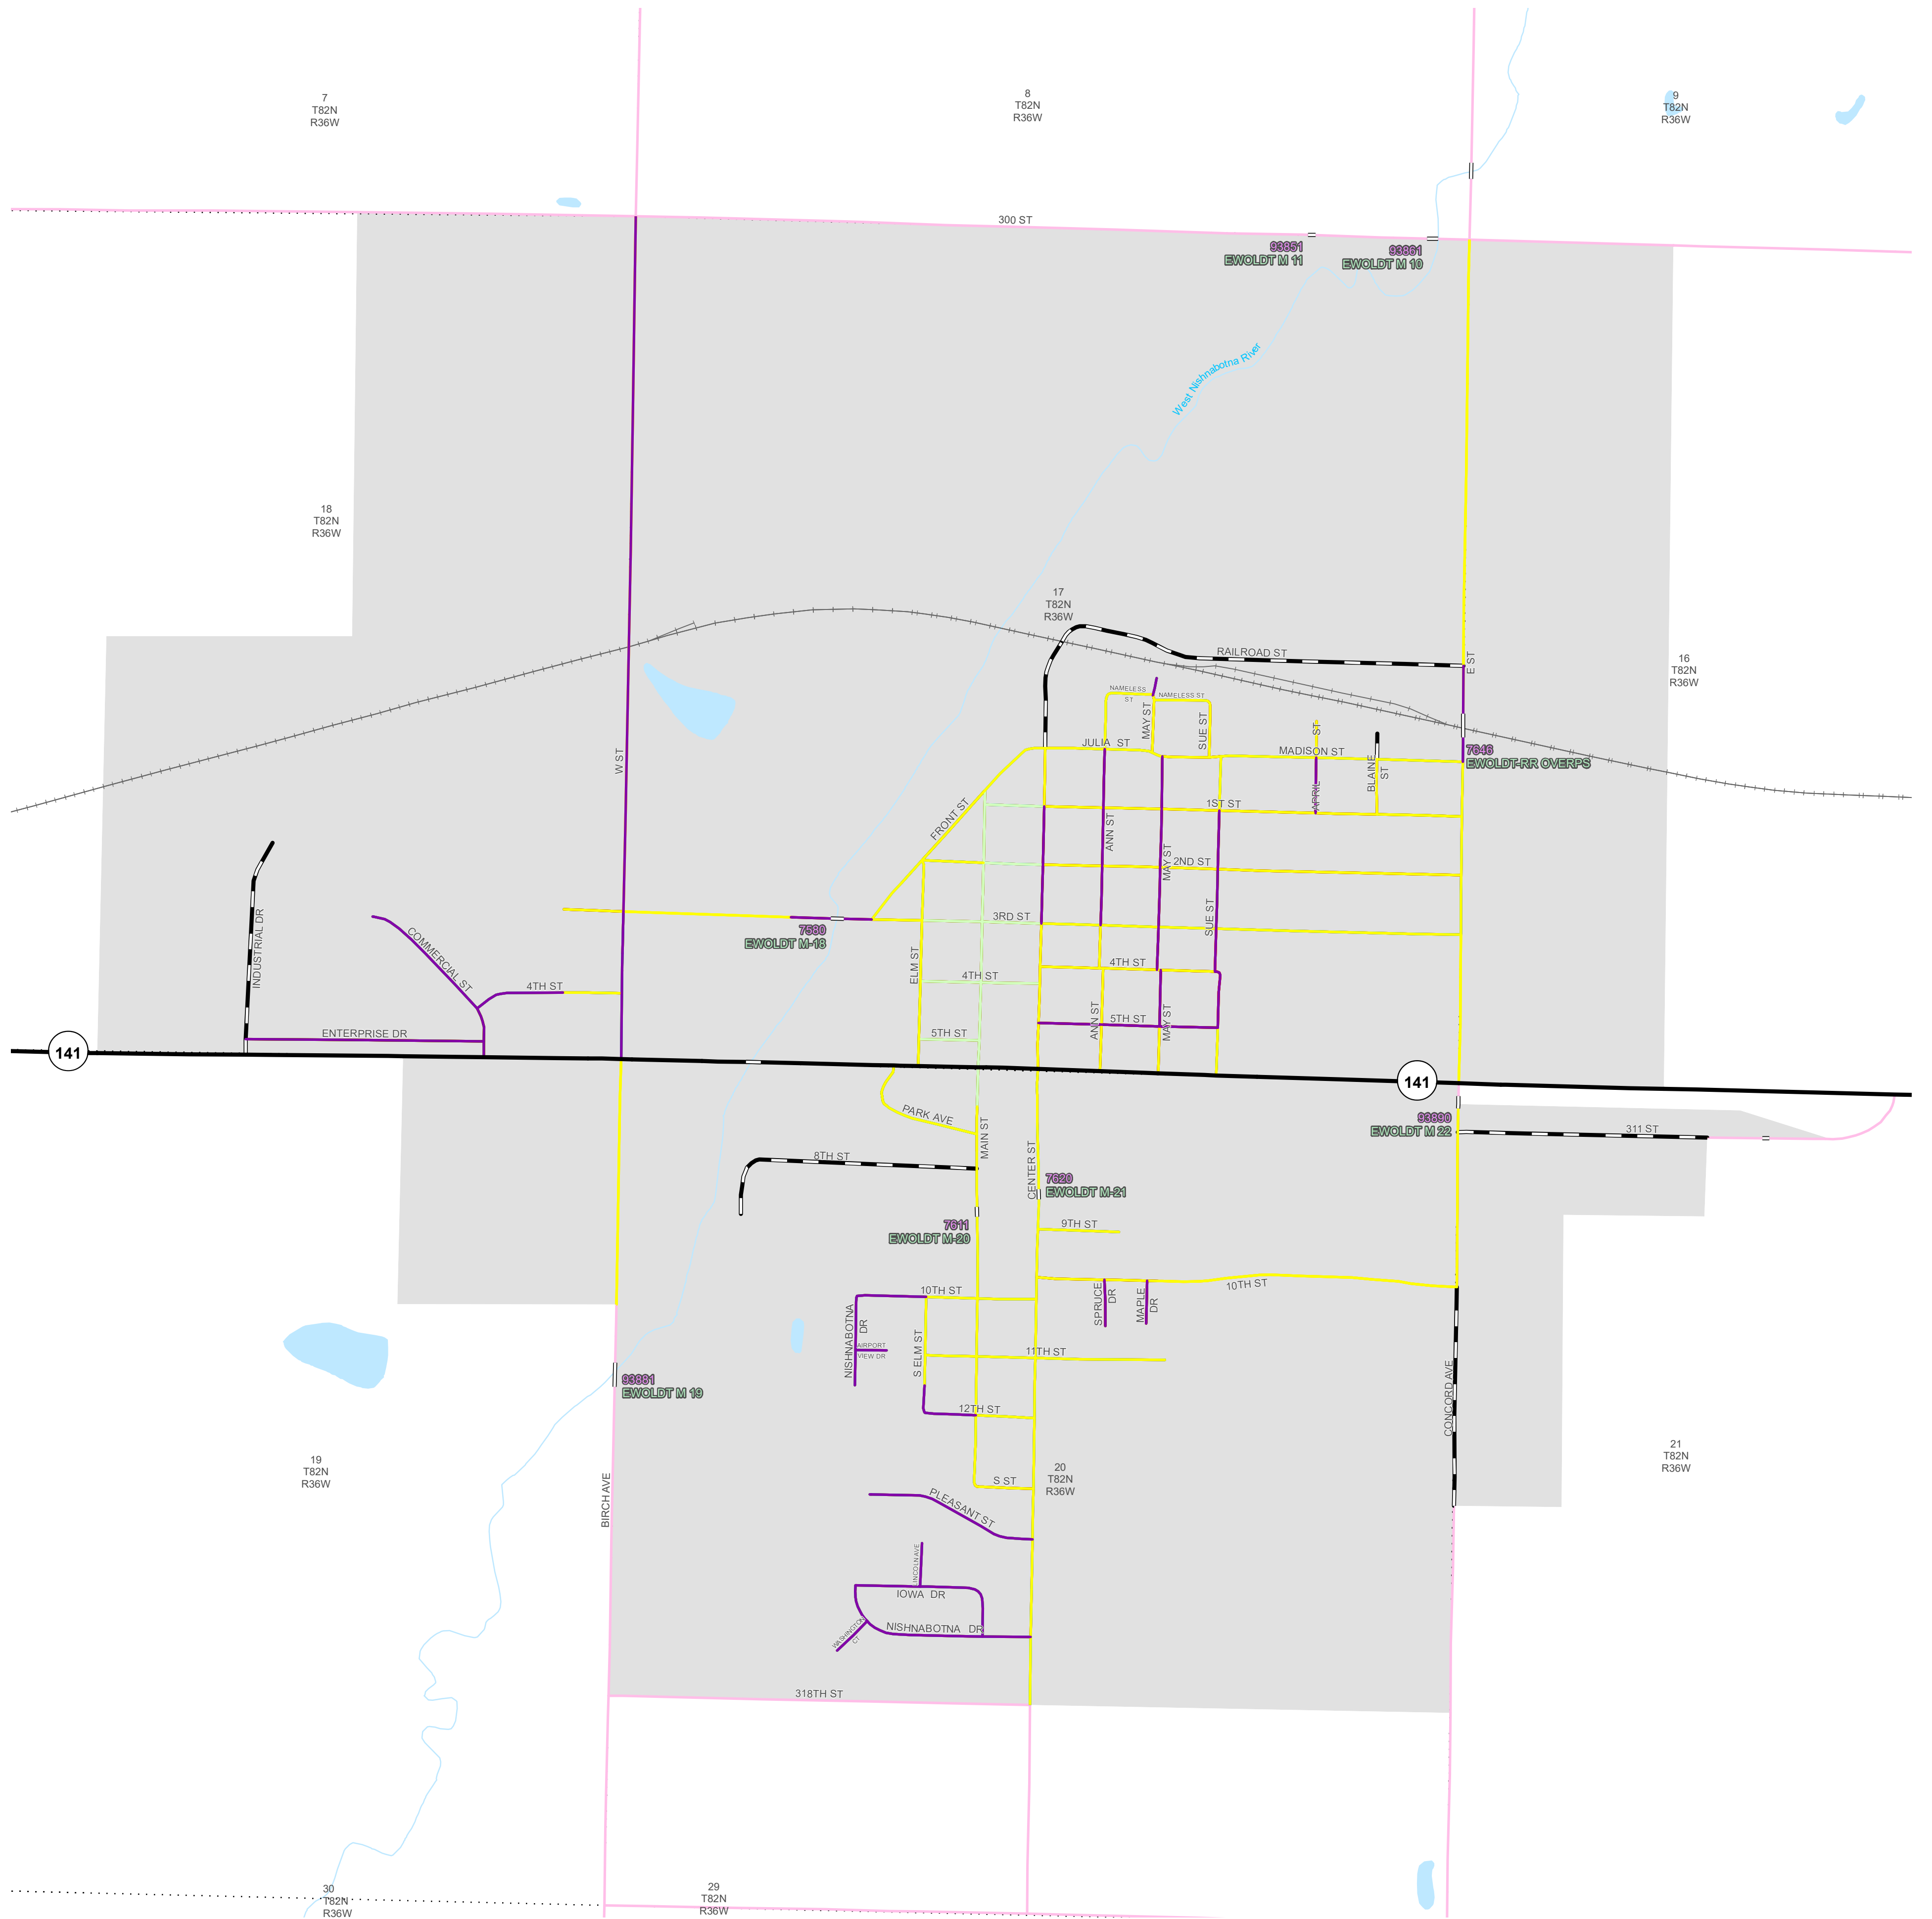 7
T82N
R36W
8
T82N
R36W
9
T82N
R36W
300 ST
93851
EWOLDT M 11
93861
EWOLDT M 10
West Nishnabotna River
18
T82N
R36W
17
T82N
R36W
16
T82N
R36W
RAILROAD ST
E ST
NAMELESS
ST
NAMELESS ST
MAY ST
SUE ST
JULIA ST
MADISON ST
APRIL ST
BLAINE
ST
7646
EWOLDT-RR OVERPS
W ST
FRONT ST
1ST ST
ANN ST
MAY ST
2ND ST
SUE ST
3RD ST
7580
EWOLDT M-18
ELM ST
4TH ST
4TH ST
INDUSTRIAL DR
COMMERCIAL ST
4TH ST
ENTERPRISE DR
5TH ST
5TH ST
ANN ST
MAY ST
141
141
PARK AVE
MAIN ST
93890
EWOLDT M 22
311 ST
8TH ST
CENTER ST
7620
EWOLDT M-21
7611
EWOLDT M-20
9TH ST
10TH ST
10TH ST
SPRUCE
DR
MAPLE
DR
NISHNABOTNA
DR
AIRPORT
VIEW DR
S ELM ST
11TH ST
93881
EWOLDT M 19
12TH ST
CONCORD AVE
19
T82N
R36W
20
T82N
R36W
21
T82N
R36W
S ST
BIRCH AVE
PLEASANT ST
LINCOLN AVE
IOWA DR
NISHNABOTNA DR
WASHINGTON
CT
318TH ST
30
T82N
R36W
29
T82N
R36W